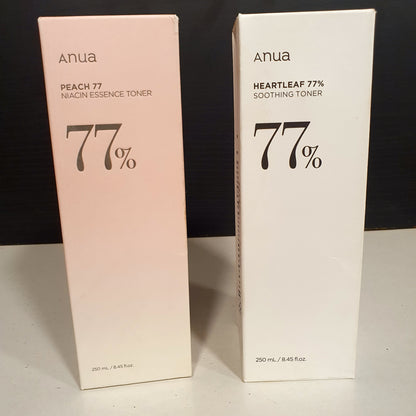 Anua
PEACH 77
NIACIN ESSENCE TONER
77%
250 mL / 8.45 fl.oz.
Anua
HEARTLEAF 77%
SOOTHING TONER
77%
250 mL / 8.45 fl.oz.